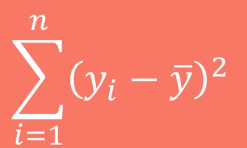 n
∑ (yᵢ − ȳ)²
i=1